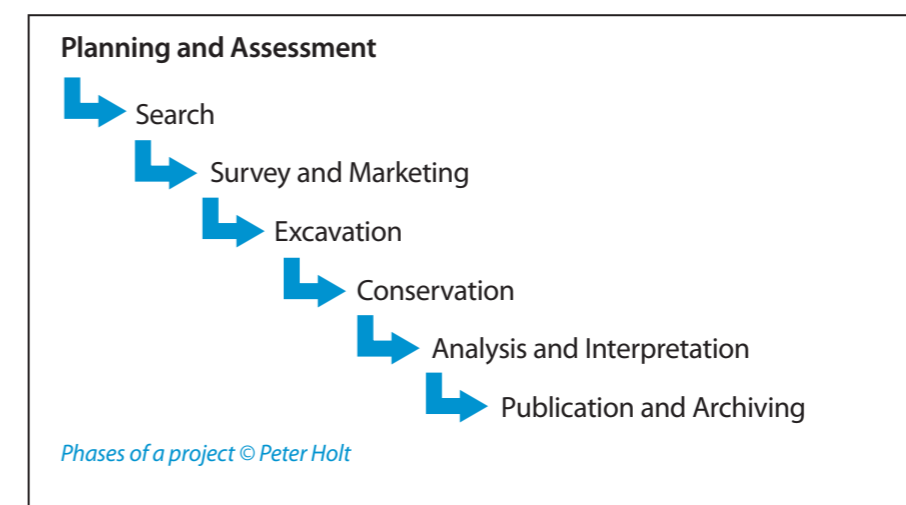 Planning and Assessment
Search
Survey and Marketing
Excavation
Conservation
Analysis and Interpretation
Publication and Archiving
Phases of a project © Peter Holt